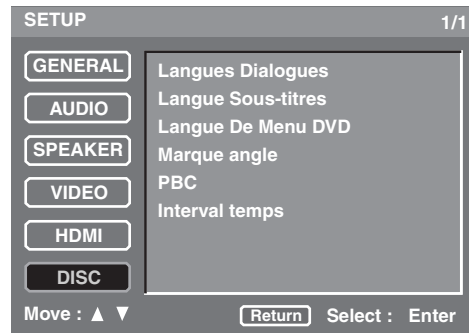 SETUP 1/1
GENERAL
AUDIO
SPEAKER
VIDEO
HDMI
DISC
Langues Dialogues
Langue Sous-titres
Langue De Menu DVD
Marque angle
PBC
Interval temps
Move : ▲ ▼ Return Select : Enter